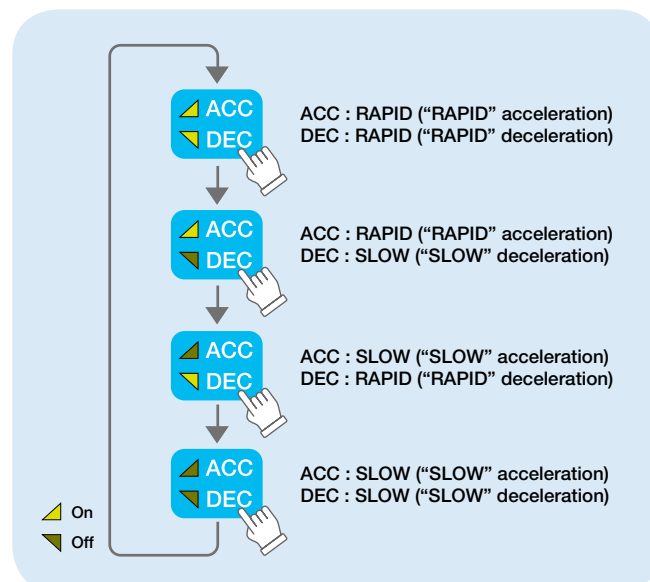 ACC
DEC
ACC : RAPID (“RAPID” acceleration)
DEC : RAPID (“RAPID” deceleration)
ACC
DEC
ACC : RAPID (“RAPID” acceleration)
DEC : SLOW (“SLOW” deceleration)
ACC
DEC
ACC : SLOW (“SLOW” acceleration)
DEC : RAPID (“RAPID” deceleration)
ACC
DEC
ACC : SLOW (“SLOW” acceleration)
DEC : SLOW (“SLOW” deceleration)
On
Off